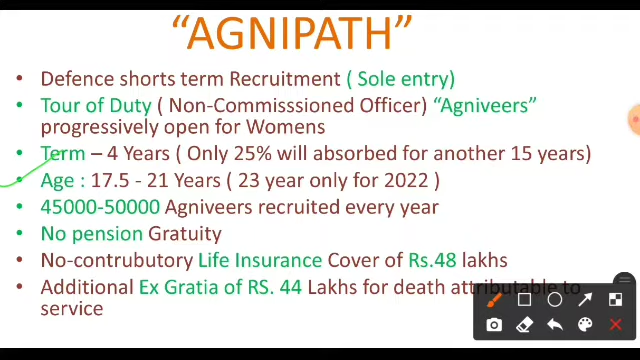 “AGNIPATH”
• Defence shorts term Recruitment ( Sole entry)
• Tour of Duty ( Non-Commisssioned Officer) “Agniveers”
progressively open for Womens
• Term – 4 Years ( Only 25% will absorbed for another 15 years)
• Age : 17.5 - 21 Years ( 23 year only for 2022 )
• 45000-50000 Agniveers recruited every year
• No pension Gratuity
• No-contrubutory Life Insurance Cover of Rs.48 lakhs
• Additional Ex Gratia of RS. 44 Lakhs for death attributable to
service